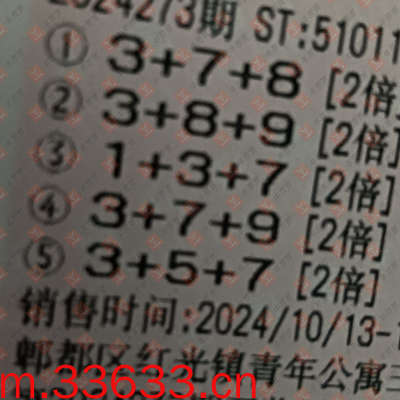 2024273期 ST:51011
① 3+7+8 [2倍]
② 3+8+9 [2倍]
③ 1+3+7 [2倍]
④ 3+7+9 [2倍]
⑤ 3+5+7 [2倍]
销售时间:2024/10/13-1
郫都区红光镇青年公寓三
m.33633.cn